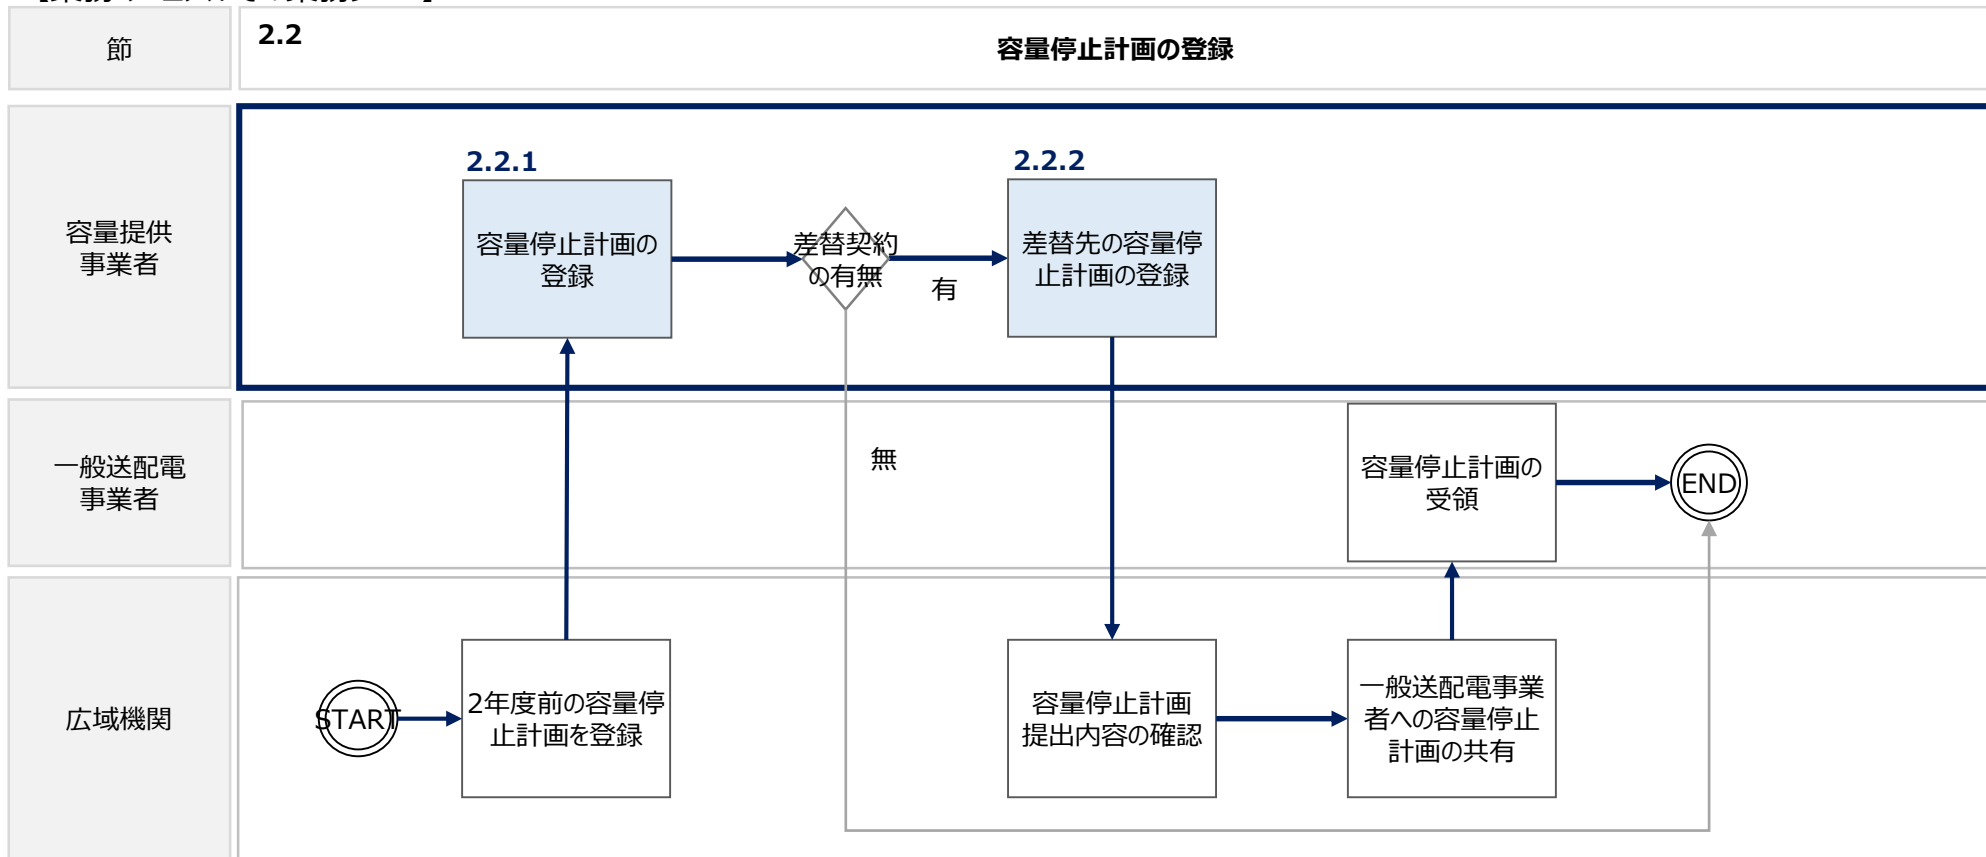 節
2.2
容量停止計画の登録
容量提供
事業者
2.2.1
容量停止計画の
登録
差替契約
の有無
有
2.2.2
差替先の容量停
止計画の登録
一般送配電
事業者
無
容量停止計画の
受領
END
広域機関
START
2年度前の容量停
止計画を登録
容量停止計画
提出内容の確認
一般送配電事業
者への容量停止
計画の共有